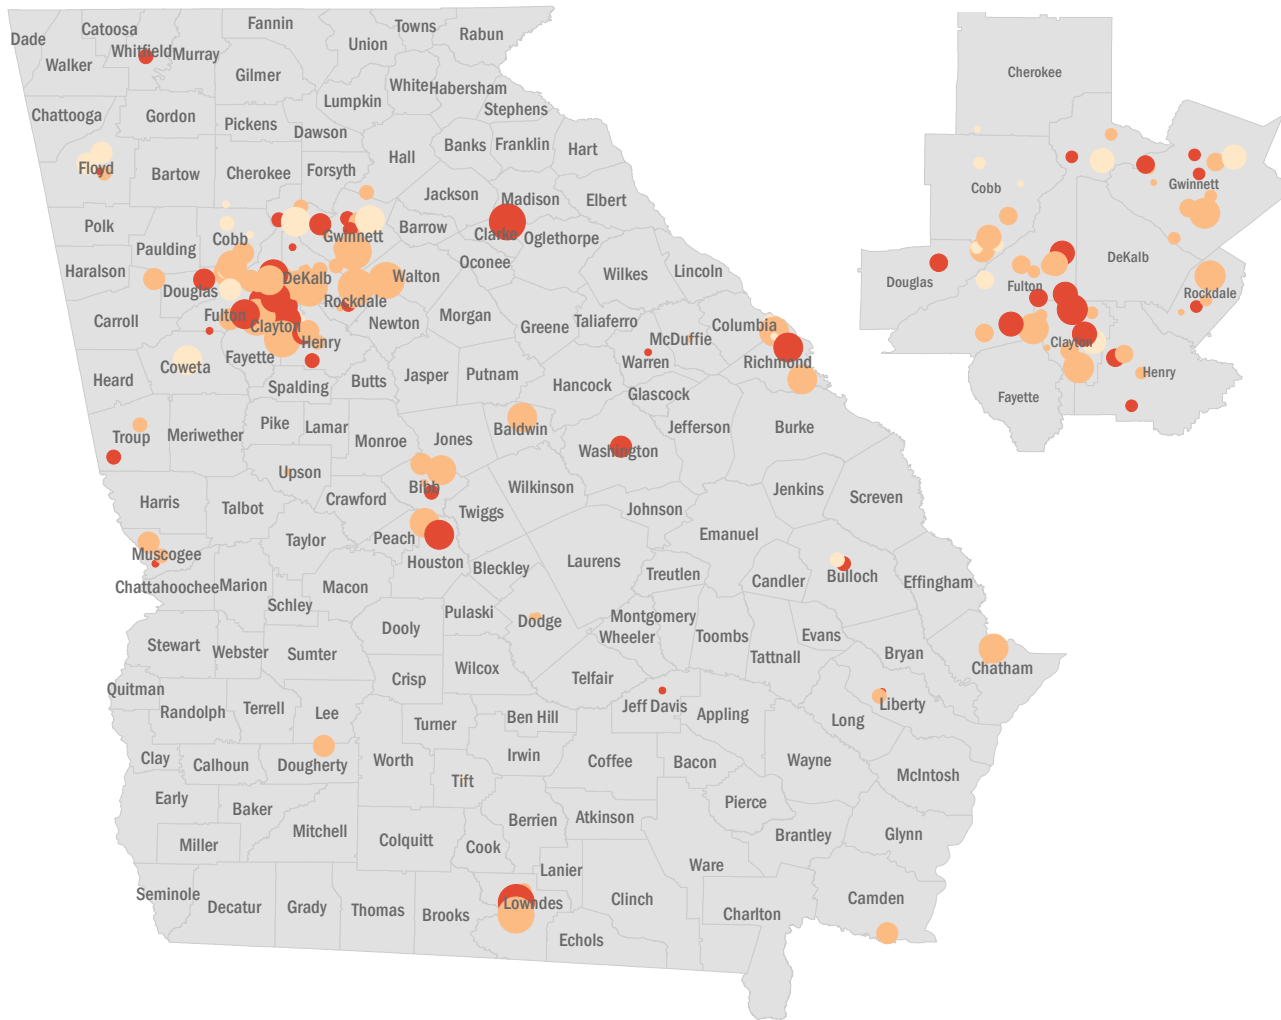 Dade
Catoosa
Fannin
Towns
Rabun
Walker
Whitfield
Murray
Union
Gilmer
White
Habersham
Chattooga
Gordon
Lumpkin
Stephens
Pickens
Dawson
Banks
Franklin
Hart
Floyd
Bartow
Cherokee
Forsyth
Hall
Jackson
Madison
Elbert
Polk
Paulding
Cobb
Gwinnett
Barrow
Clarke
Oglethorpe
Haralson
Douglas
DeKalb
Walton
Oconee
Wilkes
Lincoln
Carroll
Fulton
Clayton
Rockdale
Newton
Morgan
Greene
Taliaferro
McDuffie
Columbia
Coweta
Fayette
Henry
Warren
Richmond
Heard
Spalding
Butts
Jasper
Putnam
Hancock
Glascock
Troup
Meriwether
Pike
Lamar
Monroe
Jones
Baldwin
Washington
Jefferson
Burke
Upson
Bibb
Wilkinson
Harris
Talbot
Crawford
Twiggs
Johnson
Jenkins
Screven
Muscogee
Taylor
Peach
Houston
Bleckley
Laurens
Emanuel
Treutlen
Candler
Bulloch
Effingham
Chattahoochee
Marion
Macon
Schley
Pulaski
Dodge
Montgomery
Wheeler
Toombs
Evans
Stewart
Webster
Sumter
Dooly
Wilcox
Tattnall
Bryan
Chatham
Quitman
Crisp
Telfair
Randolph
Terrell
Lee
Turner
Ben Hill
Jeff Davis
Appling
Long
Liberty
Clay
Calhoun
Dougherty
Worth
Irwin
Coffee
Bacon
Wayne
McIntosh
Early
Baker
Tift
Pierce
Miller
Mitchell
Colquitt
Cook
Berrien
Atkinson
Brantley
Glynn
Seminole
Decatur
Grady
Thomas
Brooks
Lanier
Lowndes
Clinch
Ware
Charlton
Camden
Echols
Cherokee
Cobb
Gwinnett
DeKalb
Douglas
Fulton
Rockdale
Clayton
Henry
Fayette